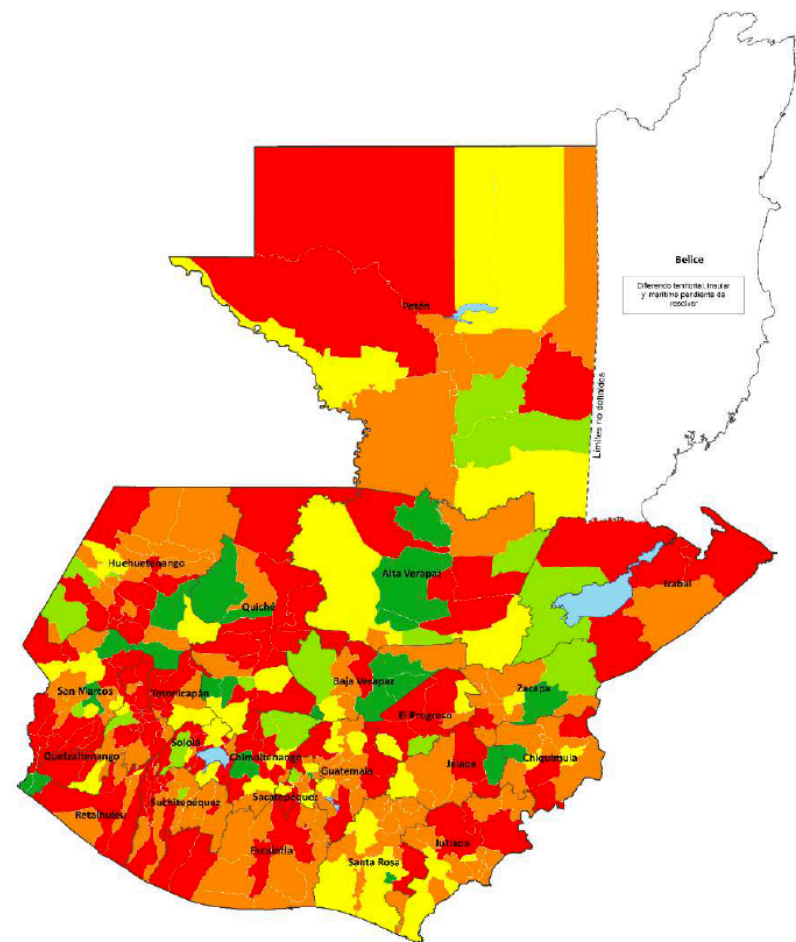 Belice
Diferendo territorial, insular
y marítimo pendiente de
resolver
Petén
Límites no definidos
Huehuetenango
Alta Verapaz
Izabal
Quiché
San Marcos
Totonicapán
Baja Verapaz
Zacapa
El Progreso
Sololá
Quetzaltenango
Chimaltenango
Guatemala
Jalapa
Chiquimula
Retalhuleu
Suchitepéquez
Sacatepéquez
Escuintla
Jutiapa
Santa Rosa